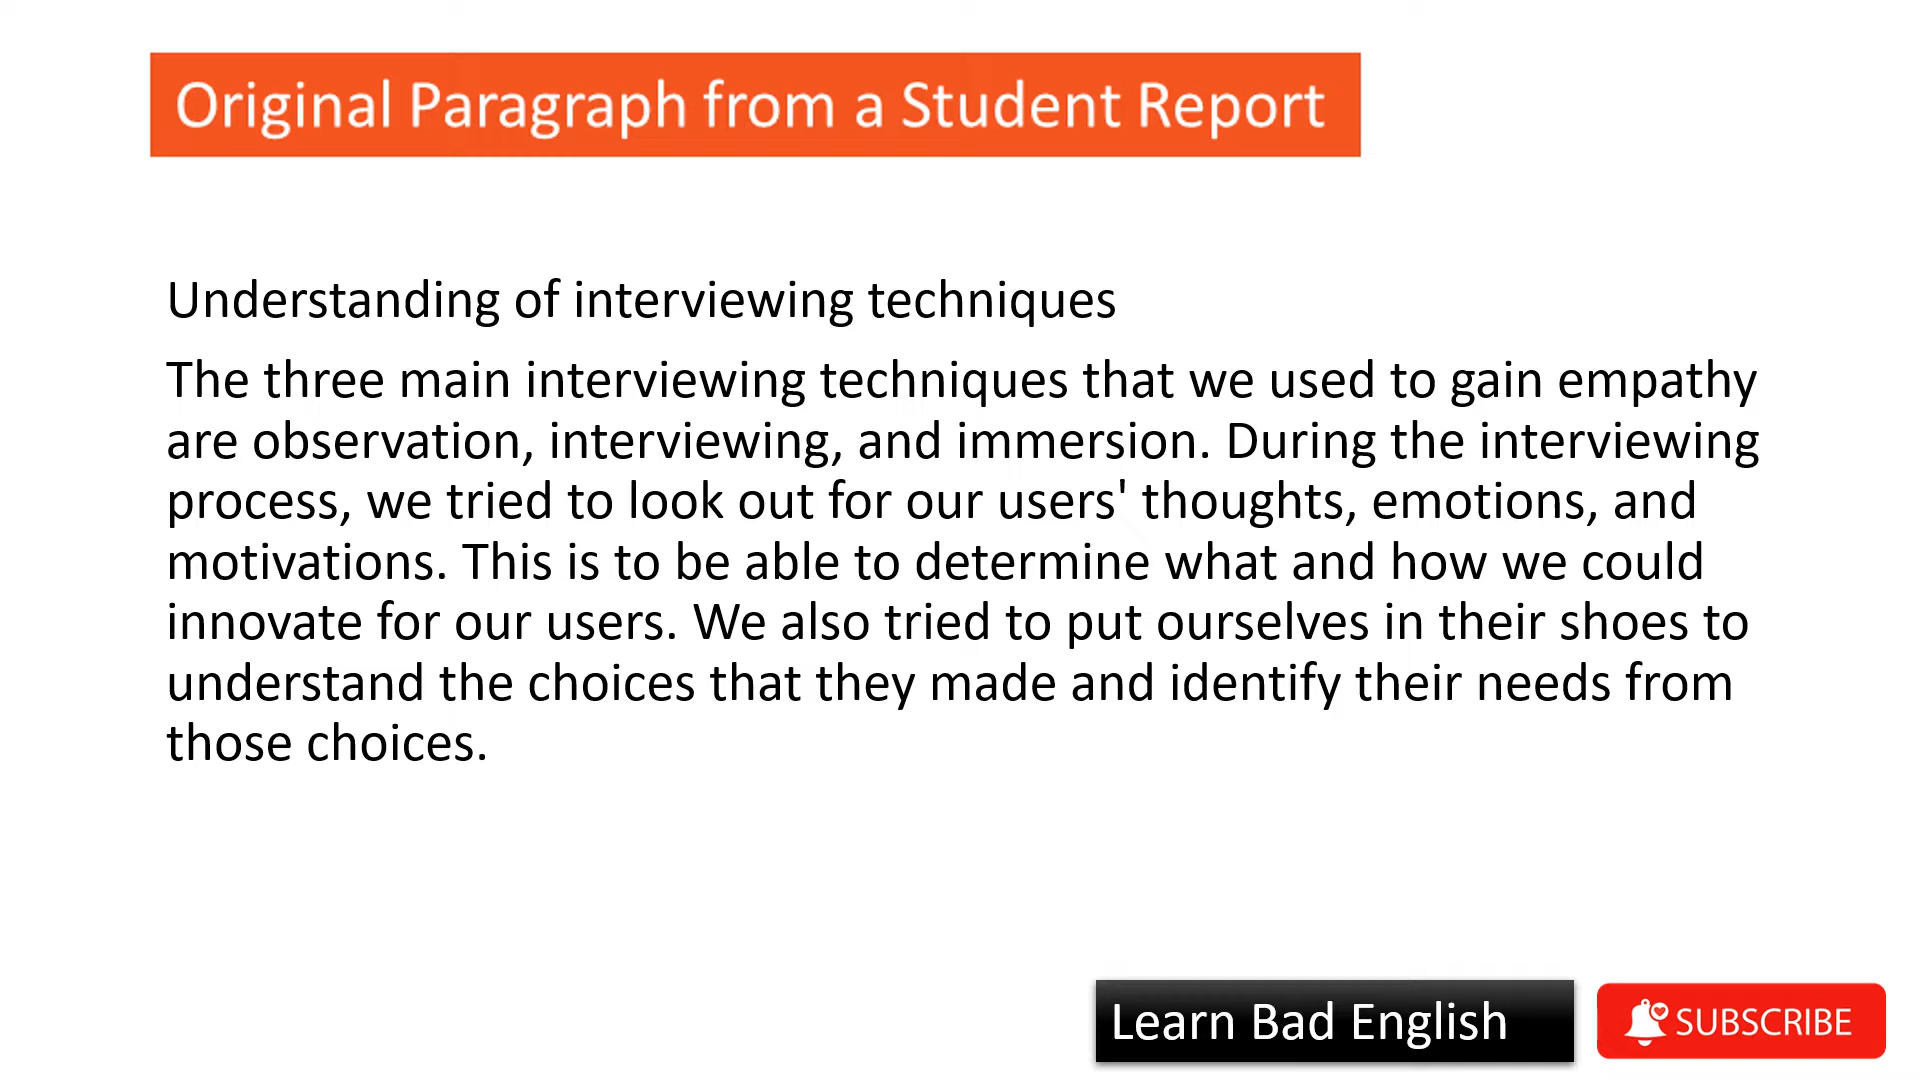 Original Paragraph from a Student Report
Understanding of interviewing techniques
The three main interviewing techniques that we used to gain empathy
are observation, interviewing, and immersion. During the interviewing
process, we tried to look out for our users' thoughts, emotions, and
motivations. This is to be able to determine what and how we could
innovate for our users. We also tried to put ourselves in their shoes to
understand the choices that they made and identify their needs from
those choices.
Learn Bad English
SUBSCRIBE